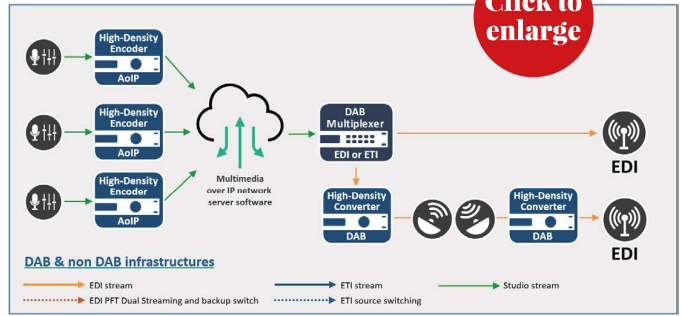 Click to
enlarge
High-Density
Encoder
AoIP
High-Density
Encoder
AoIP
High-Density
Encoder
AoIP
Multimedia
over IP network
server software
DAB
Multiplexer
EDI or ETI
EDI
High-Density
Converter
DAB
High-Density
Converter
DAB
EDI
DAB & non DAB infrastructures
EDI stream
ETI stream
Studio stream
EDI PFT Dual Streaming and backup switch
ETI source switching